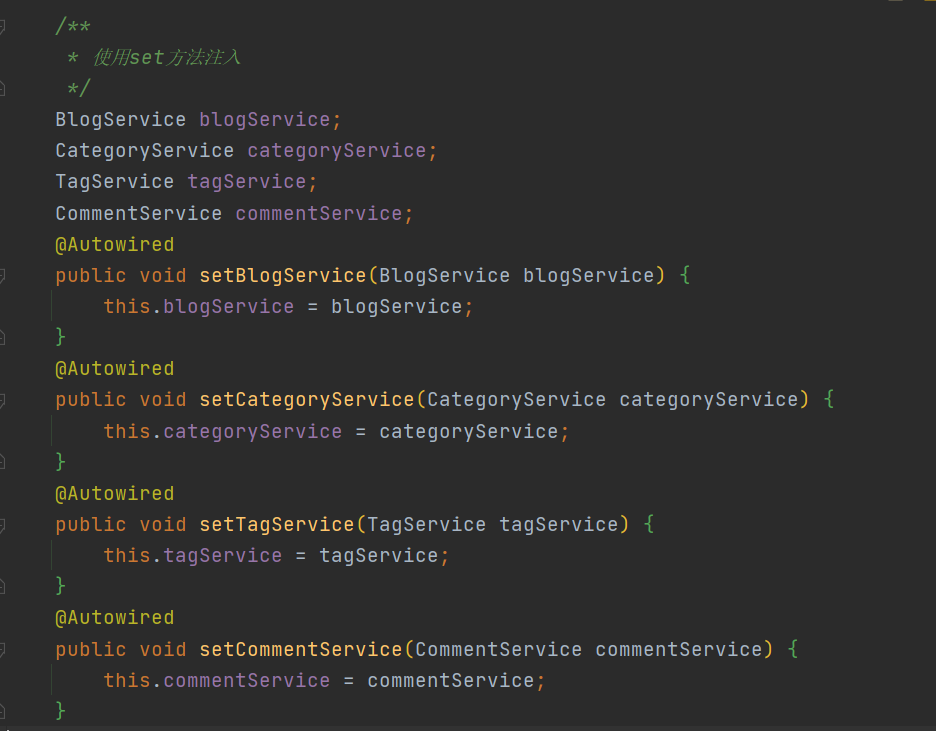 /**
 * 使用set方法注入
 */
BlogService blogService;
CategoryService categoryService;
TagService tagService;
CommentService commentService;
@Autowired
public void setBlogService(BlogService blogService) {
    this.blogService = blogService;
}
@Autowired
public void setCategoryService(CategoryService categoryService) {
    this.categoryService = categoryService;
}
@Autowired
public void setTagService(TagService tagService) {
    this.tagService = tagService;
}
@Autowired
public void setCommentService(CommentService commentService) {
    this.commentService = commentService;
}